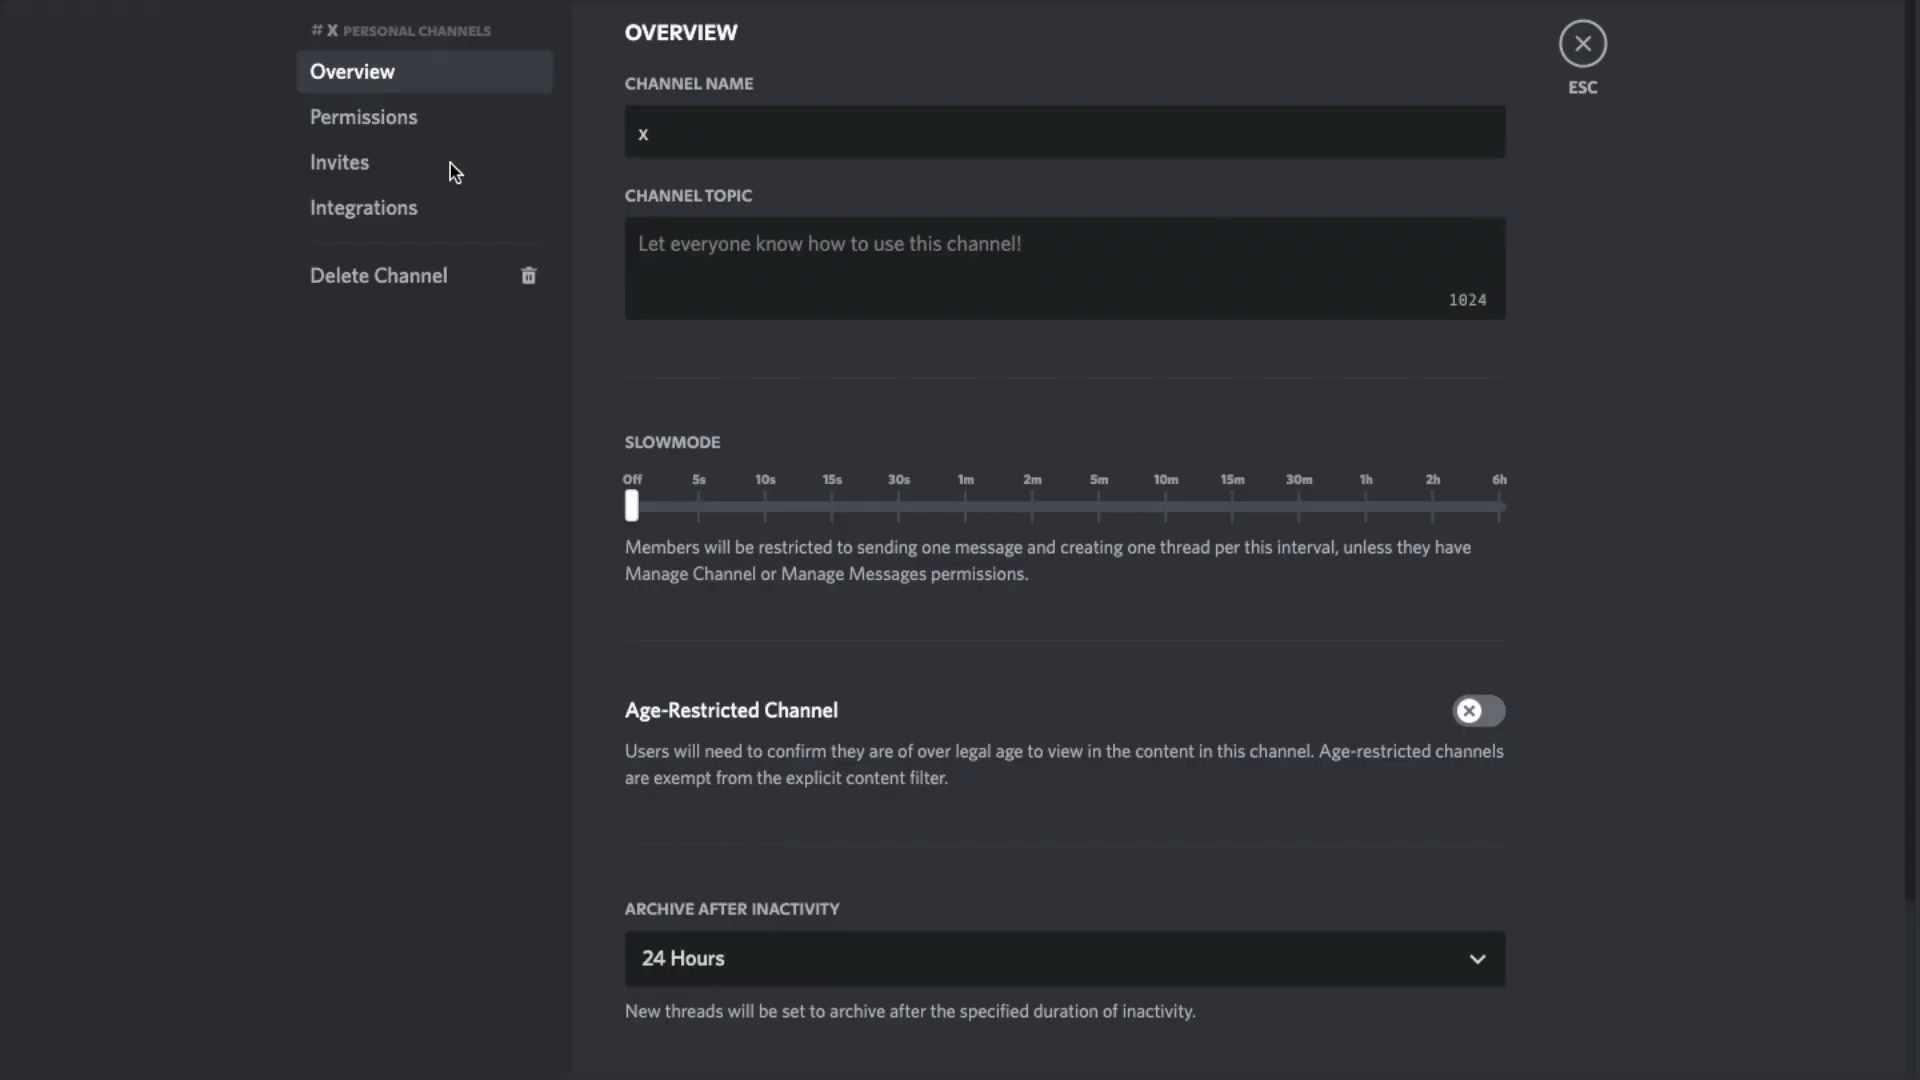 # X PERSONAL CHANNELS
Overview
Permissions
Invites
Integrations
Delete Channel
OVERVIEW
ESC
CHANNEL NAME
x
CHANNEL TOPIC
Let everyone know how to use this channel!
1024
SLOWMODE
Off 5s 10s 15s 30s 1m 2m 5m 10m 15m 30m 1h 2h 6h
Members will be restricted to sending one message and creating one thread per this interval, unless they have
Manage Channel or Manage Messages permissions.
Age-Restricted Channel
Users will need to confirm they are of over legal age to view in the content in this channel. Age-restricted channels
are exempt from the explicit content filter.
ARCHIVE AFTER INACTIVITY
24 Hours
New threads will be set to archive after the specified duration of inactivity.